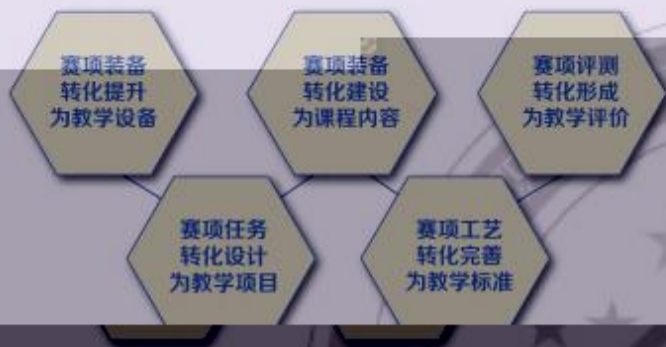 赛项装备
转化提升
为教学设备
赛项装备
转化建设
为课程内容
赛项评测
转化形成
为教学评价
赛项任务
转化设计
为教学项目
赛项工艺
转化完善
为教学标准